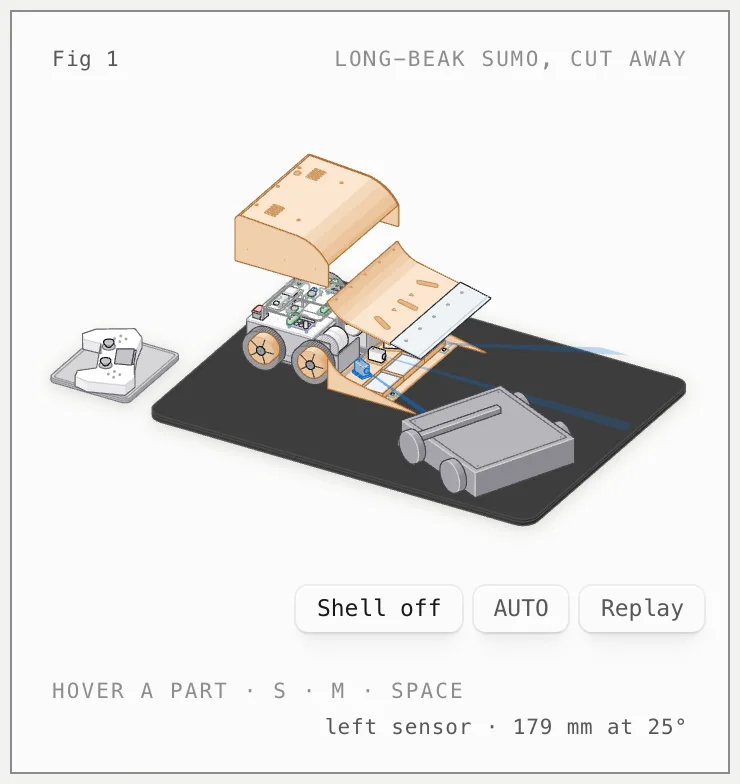 Fig 1
LONG–BEAK SUMO, CUT AWAY
Shell off
AUTO
Replay
HOVER A PART · S · M · SPACE
left sensor · 179 mm at 25°